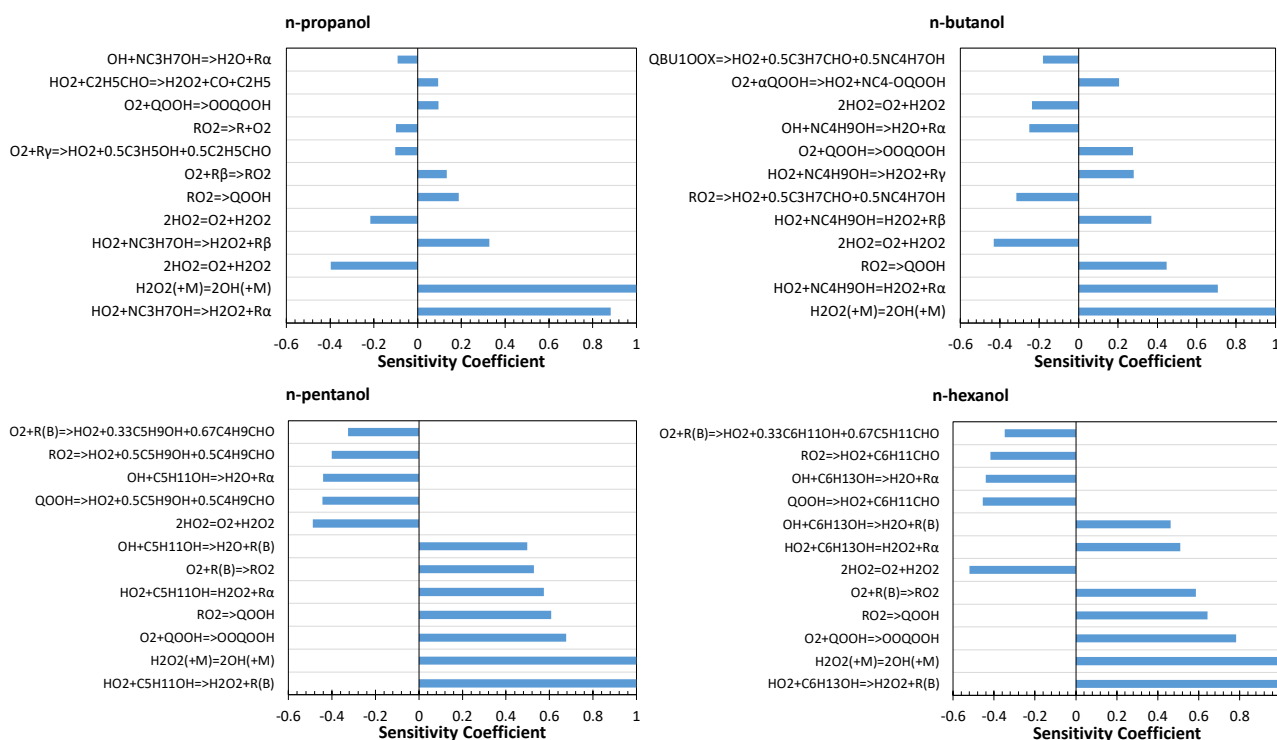 n-propanol
OH+NC3H7OH=>H2O+Rα
HO2+C2H5CHO=>H2O2+CO+C2H5
O2+QOOH=>OOQOOH
RO2=>R+O2
O2+Rγ=>HO2+0.5C3H5OH+0.5C2H5CHO
O2+Rβ=>RO2
RO2=>QOOH
2HO2=O2+H2O2
HO2+NC3H7OH=>H2O2+Rβ
2HO2=O2+H2O2
H2O2(+M)=2OH(+M)
HO2+NC3H7OH=>H2O2+Rα
-0.6 -0.4 -0.2 0 0.2 0.4 0.6 0.8 1
Sensitivity Coefficient
n-butanol
QBU1OOX=>HO2+0.5C3H7CHO+0.5NC4H7OH
O2+αQOOH=>HO2+NC4-OQOOH
2HO2=O2+H2O2
OH+NC4H9OH=>H2O+Rα
O2+QOOH=>OOQOOH
HO2+NC4H9OH=>H2O2+Rγ
RO2=>HO2+0.5C3H7CHO+0.5NC4H7OH
HO2+NC4H9OH=H2O2+Rβ
2HO2=O2+H2O2
RO2=>QOOH
HO2+NC4H9OH=H2O2+Rα
H2O2(+M)=2OH(+M)
-0.6 -0.4 -0.2 0 0.2 0.4 0.6 0.8 1
Sensitivity Coefficient
n-pentanol
O2+R(B)=>HO2+0.33C5H9OH+0.67C4H9CHO
RO2=>HO2+0.5C5H9OH+0.5C4H9CHO
OH+C5H11OH=>H2O+Rα
QOOH=>HO2+0.5C5H9OH+0.5C4H9CHO
2HO2=O2+H2O2
OH+C5H11OH=>H2O+R(B)
O2+R(B)=>RO2
HO2+C5H11OH=H2O2+Rα
RO2=>QOOH
O2+QOOH=>OOQOOH
H2O2(+M)=2OH(+M)
HO2+C5H11OH=>H2O2+R(B)
-0.6 -0.4 -0.2 0 0.2 0.4 0.6 0.8 1
Sensitivity Coefficient
n-hexanol
O2+R(B)=>HO2+0.33C6H11OH+0.67C5H11CHO
RO2=>HO2+C6H11CHO
OH+C6H13OH=>H2O+Rα
QOOH=>HO2+C6H11CHO
OH+C6H13OH=>H2O+R(B)
HO2+C6H13OH=H2O2+Rα
2HO2=O2+H2O2
O2+R(B)=>RO2
RO2=>QOOH
O2+QOOH=>OOQOOH
H2O2(+M)=2OH(+M)
HO2+C6H13OH=>H2O2+R(B)
-0.6 -0.4 -0.2 0 0.2 0.4 0.6 0.8
Sensitivity Coefficient